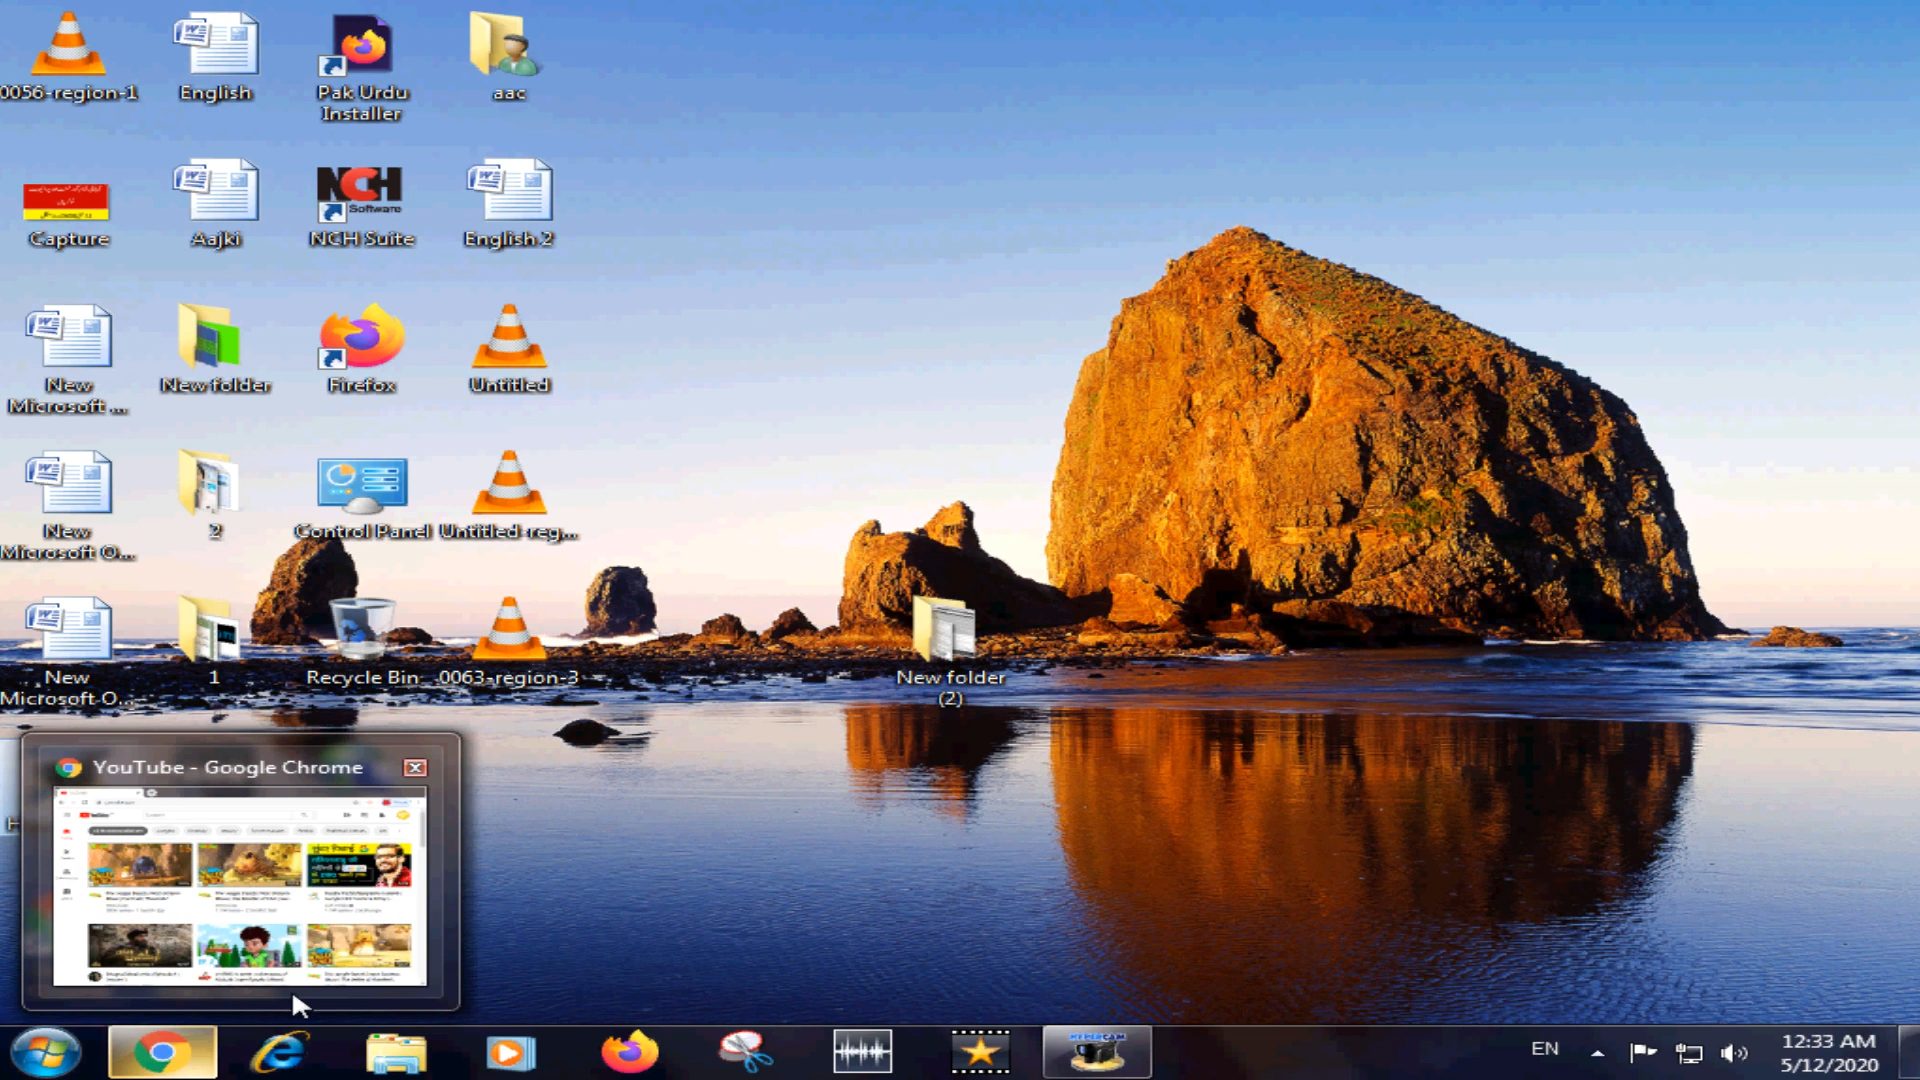 0056-region-1
English
Pak Urdu
Installer
aac
Capture
Aajki
NCH
Software
NCH Suite
English.2
New
Microsoft ...
New folder
Firefox
Untitled
New
Microsoft O...
2
Control Panel
Untitled -reg...
New
Microsoft O...
1
Recycle Bin
0063-region-3
New folder
(2)
YouTube - Google Chrome
HYPERCAM
EN
12:33 AM
5/12/2020